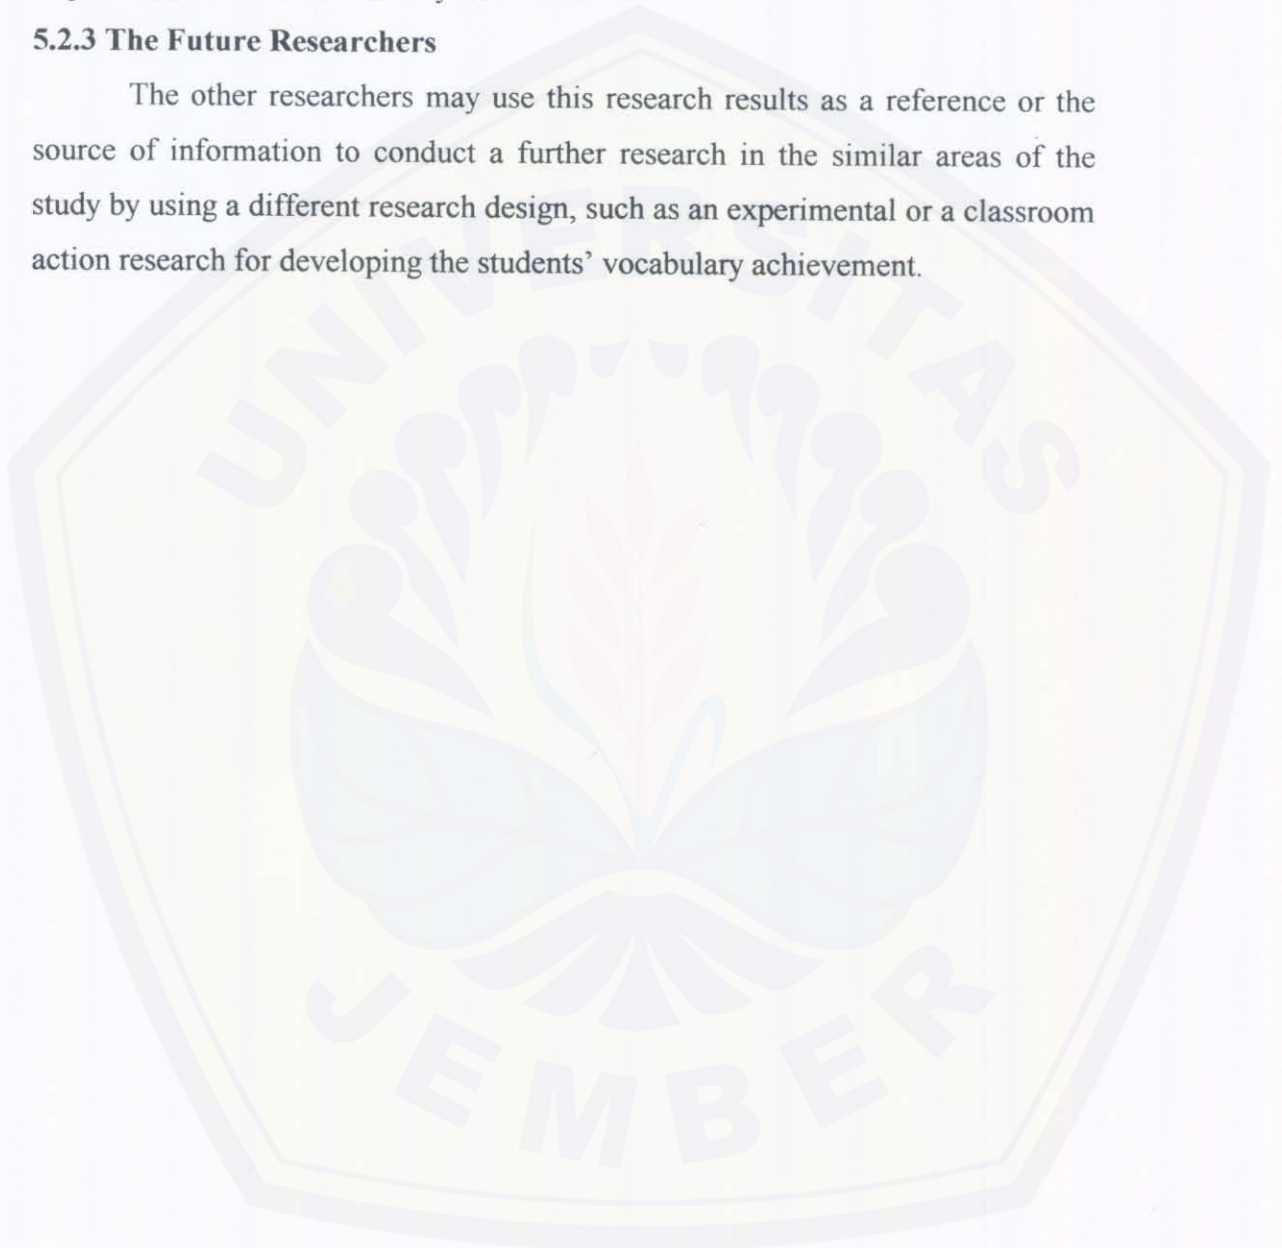 5.2.3 The Future Researchers
The other researchers may use this research results as a reference or the
source of information to conduct a further research in the similar areas of the
study by using a different research design, such as an experimental or a classroom
action research for developing the students’ vocabulary achievement.
UNIVERSITAS
JEMBER